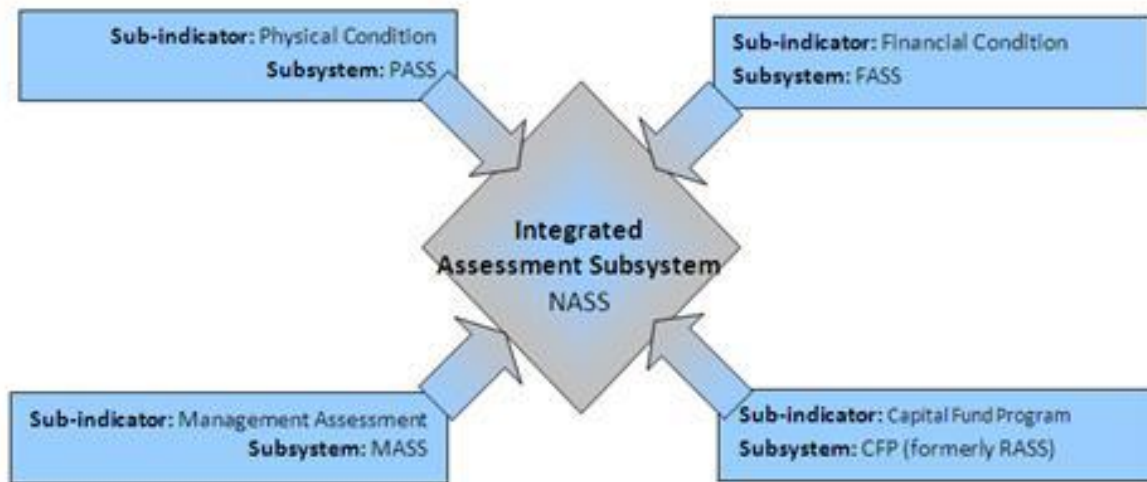 Sub-indicator: Physical Condition
Subsystem: PASS
Sub-indicator: Financial Condition
Subsystem: FASS
Integrated
Assessment Subsystem
NASS
Sub-indicator: Management Assessment
Subsystem: MASS
Sub-indicator: Capital Fund Program
Subsystem: CFP (formerly RASS)